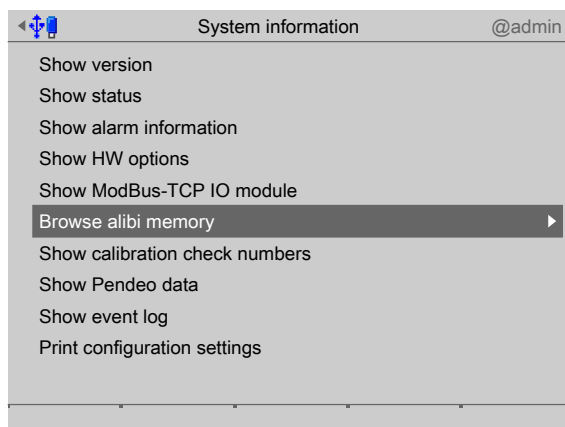 System information @admin
Show version
Show status
Show alarm information
Show HW options
Show ModBus-TCP IO module
Browse alibi memory
Show calibration check numbers
Show Pendeo data
Show event log
Print configuration settings